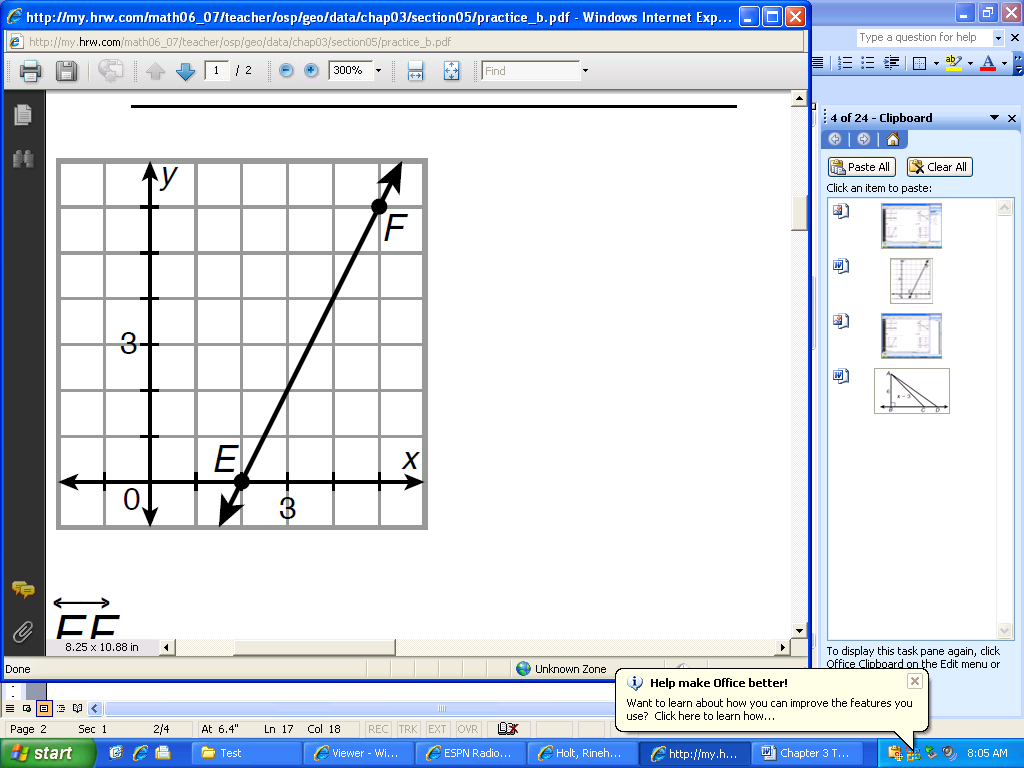 http://my.hrw.com/math06_07/teacher/osp/geo/data/chap03/section05/practice_b.pdf - Windows Internet Exp...
http://my.hrw.com/math06_07/teacher/osp/geo/data/chap03/section05/practice_b.pdf
1 / 2
300%
Find
Type a question for help
4 of 24 - Clipboard
Paste All
Clear All
Click an item to paste:
y
F
3
E
x
0
3
EF
A
6
x - 3
B C D
8.25 x 10.88 in
To display this task pane again, click
Office Clipboard on the Edit menu or
Done
Unknown Zone
Help make Office better!
Want to learn about how you can improve the features you
use? Click here to learn how...
Page 2 Sec 1 2/4 At 6.4" Ln 17 Col 18 REC TRK EXT OVR
start
Test
Viewer - Wi...
ESPN Radio...
Holt, Rineh...
http://my.h...
Chapter 3 T...
8:05 AM